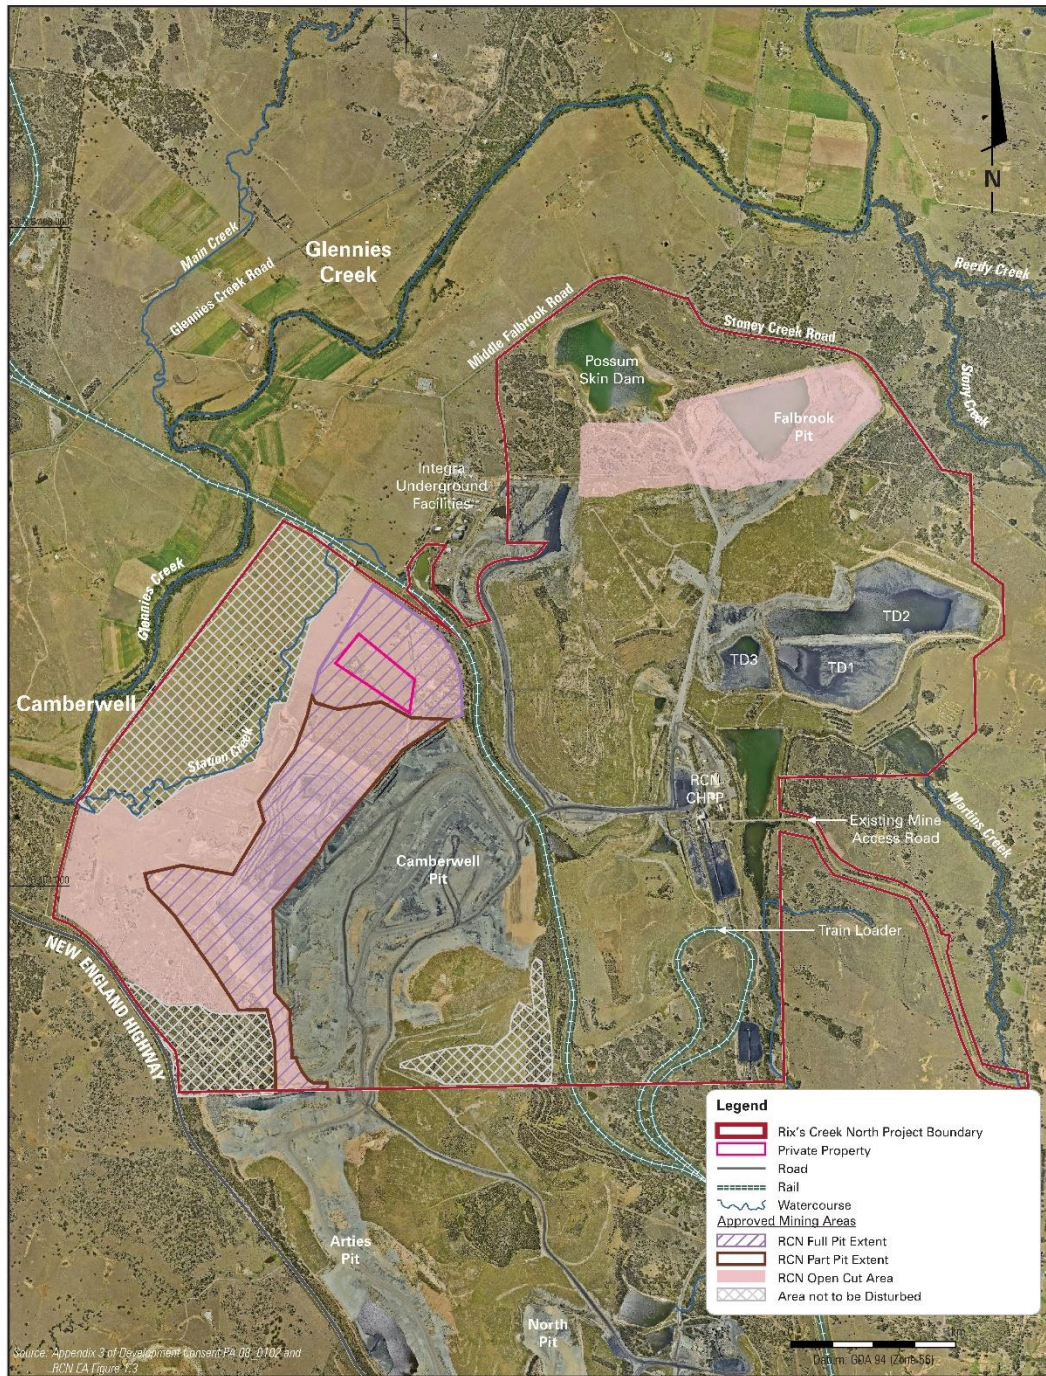 N
Main Creek
Glennies
Creek
Glennies Creek Road
Reedy Creek
Middle Falbrook Road
Stoney Creek Road
Possum
Skin Dam
Stony Creek
Falbrook
Pit
Integra
Underground
Facilities
Glennies Creek
TD2
TD3
TD1
Camberwell
Station Creek
RCN
CHPP
Martins Creek
Existing Mine
Access Road
Camberwell
Pit
Train Loader
NEW ENGLAND HIGHWAY
Legend
Rix's Creek North Project Boundary
Private Property
Road
Rail
Watercourse
Approved Mining Areas
RCN Full Pit Extent
RCN Part Pit Extent
RCN Open Cut Area
Area not to be Disturbed
Arties
Pit
North
Pit
Source: Appendix 3 of Development Consent PA 08_0102 and
RCN EA Figure 1.3
Datum: GDA 94 (Zone 56)